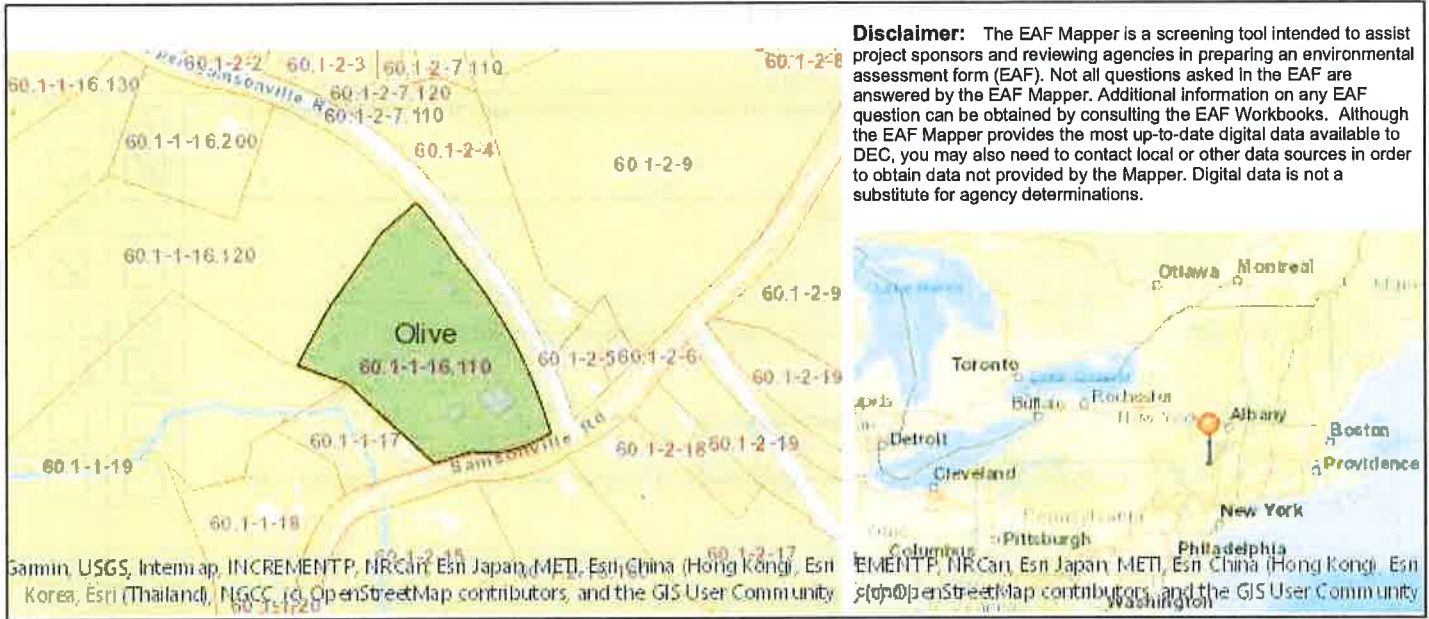 60.1-2-2
60.1-2-3
60.1-2-7.110
60.1-1-16.130
60.1-2-7.120
60.1-2-7.110
60.1-1-16.200
60.1-2-4
60.1-2-9
60.1-1-16.120
60.1-2-9
Olive
60.1-1-16.110
60.1-2-5
60.1-2-6
60.1-2-19
60.1-1-17
Samsonville Rd
60.1-2-18
60.1-2-19
60.1-1-19
60.1-1-18
60.1-2-15
60.1-2-17
Garmin, USGS, Intermap, INCREMENT P, NRCan, Esri Japan, METI, Esri China (Hong Kong), Esri
Korea, Esri (Thailand), NGCC, (c) OpenStreetMap contributors, and the GIS User Community
Disclaimer: The EAF Mapper is a screening tool intended to assist
project sponsors and reviewing agencies in preparing an environmental
assessment form (EAF). Not all questions asked in the EAF are
answered by the EAF Mapper. Additional information on any EAF
question can be obtained by consulting the EAF Workbooks. Although
the EAF Mapper provides the most up-to-date digital data available to
DEC, you may also need to contact local or other data sources in order
to obtain data not provided by the Mapper. Digital data is not a
substitute for agency determinations.
Ottawa
Montreal
Toronto
Buffalo
Rochester
Albany
Detroit
Boston
Cleveland
Providence
Pennsylvania
New York
Columbus
Pittsburgh
Philadelphia
EMENT P, NRCan, Esri Japan, METI, Esri China (Hong Kong), Esri
OpenStreetMap contributors, and the GIS User Community
Washington